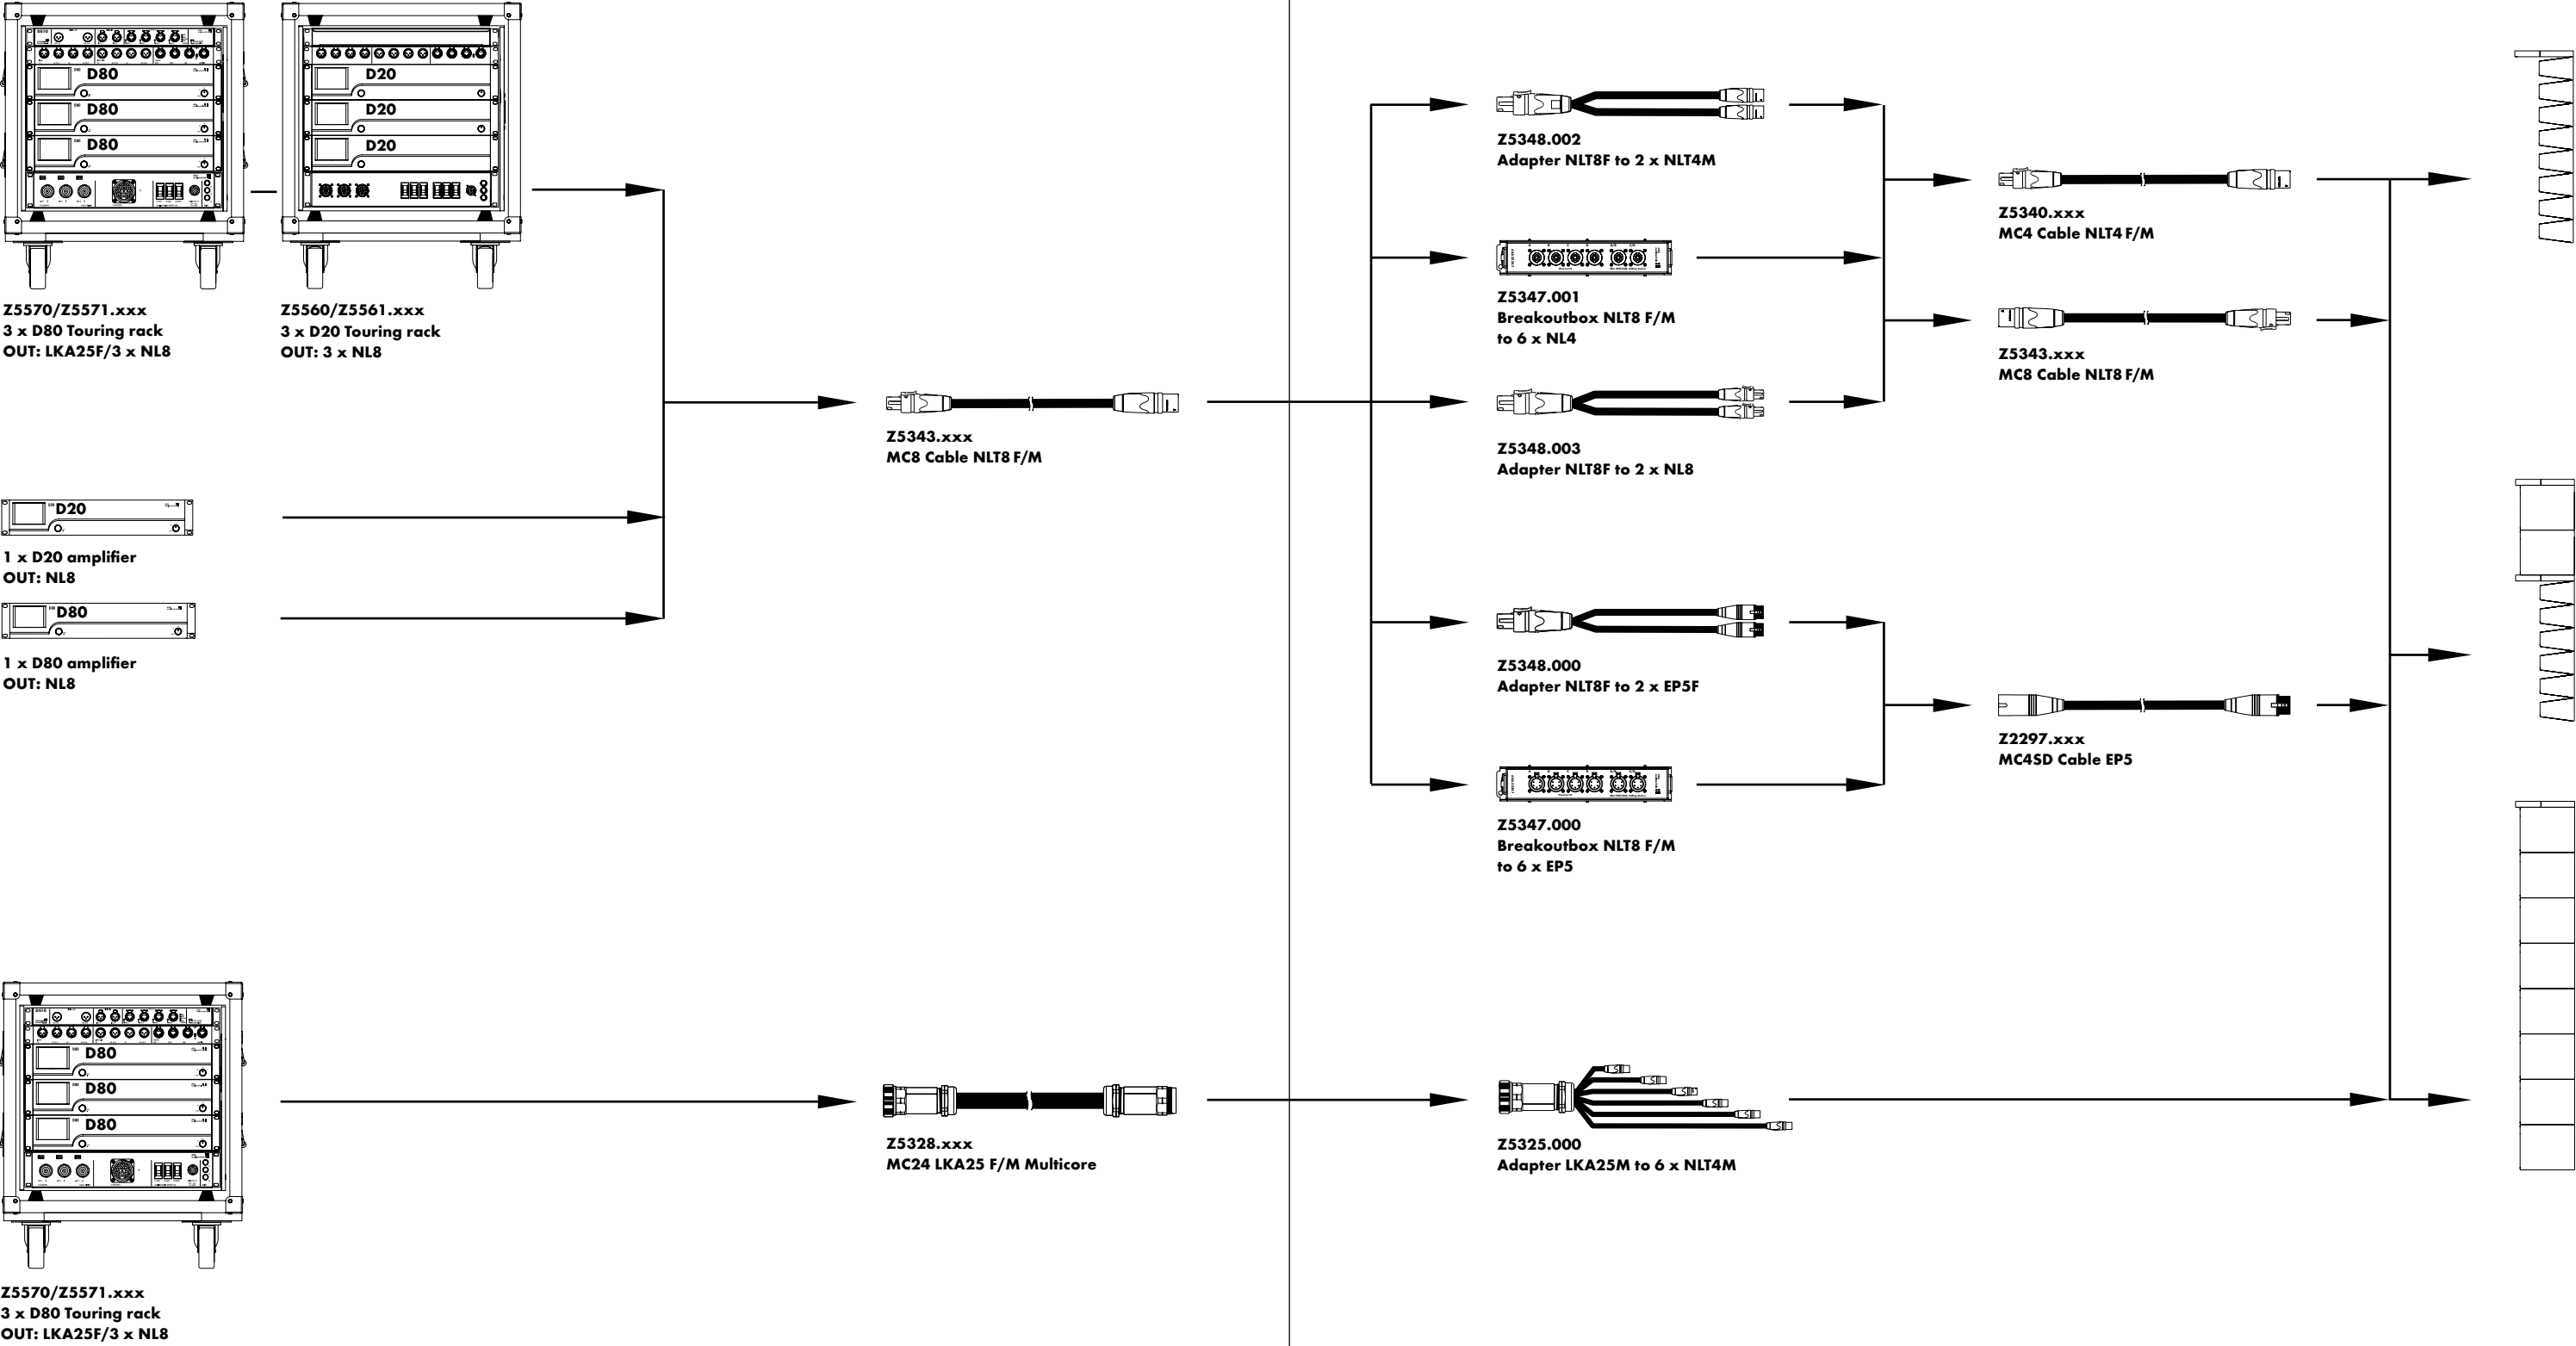 D80
D80
D80
Z5570/Z5571.xxx
3 x D80 Touring rack
OUT: LKA25F/3 x NL8
D20
D20
D20
Z5560/Z5561.xxx
3 x D20 Touring rack
OUT: 3 x NL8
D20
1 x D20 amplifier
OUT: NL8
D80
1 x D80 amplifier
OUT: NL8
Z5343.xxx
MC8 Cable NLT8 F/M
Z5348.002
Adapter NLT8F to 2 x NLT4M
Z5347.001
Breakoutbox NLT8 F/M
to 6 x NL4
Z5348.003
Adapter NLT8F to 2 x NL8
Z5348.000
Adapter NLT8F to 2 x EP5F
Z5347.000
Breakoutbox NLT8 F/M
to 6 x EP5
Z5340.xxx
MC4 Cable NLT4 F/M
Z5343.xxx
MC8 Cable NLT8 F/M
Z2297.xxx
MC4SD Cable EP5
D80
D80
D80
Z5570/Z5571.xxx
3 x D80 Touring rack
OUT: LKA25F/3 x NL8
Z5328.xxx
MC24 LKA25 F/M Multicore
Z5325.000
Adapter LKA25M to 6 x NLT4M